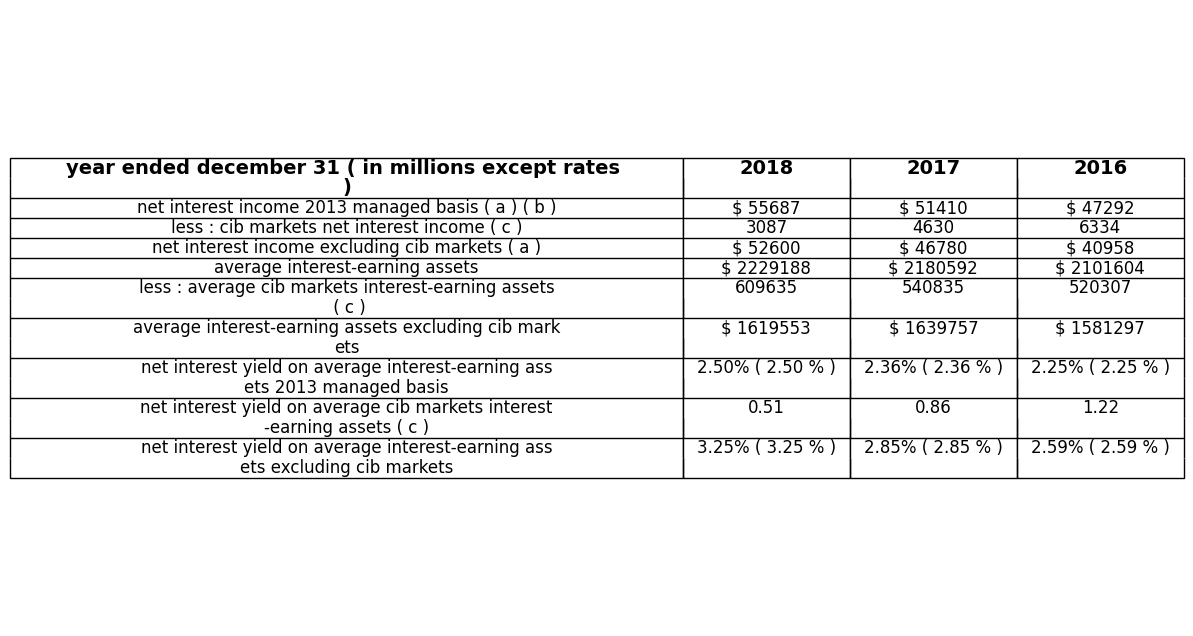 year ended december 31 ( in millions except rates
) 2018 2017 2016
net interest income 2013 managed basis ( a ) ( b ) $ 55687 $ 51410 $ 47292
less : cib markets net interest income ( c ) 3087 4630 6334
net interest income excluding cib markets ( a ) $ 52600 $ 46780 $ 40958
average interest-earning assets $ 2229188 $ 2180592 $ 2101604
less : average cib markets interest-earning assets
( c ) 609635 540835 520307
average interest-earning assets excluding cib mark
ets $ 1619553 $ 1639757 $ 1581297
net interest yield on average interest-earning ass
ets 2013 managed basis 2.50% ( 2.50 % ) 2.36% ( 2.36 % ) 2.25% ( 2.25 % )
net interest yield on average cib markets interest
-earning assets ( c ) 0.51 0.86 1.22
net interest yield on average interest-earning ass
ets excluding cib markets 3.25% ( 3.25 % ) 2.85% ( 2.85 % ) 2.59% ( 2.59 % )